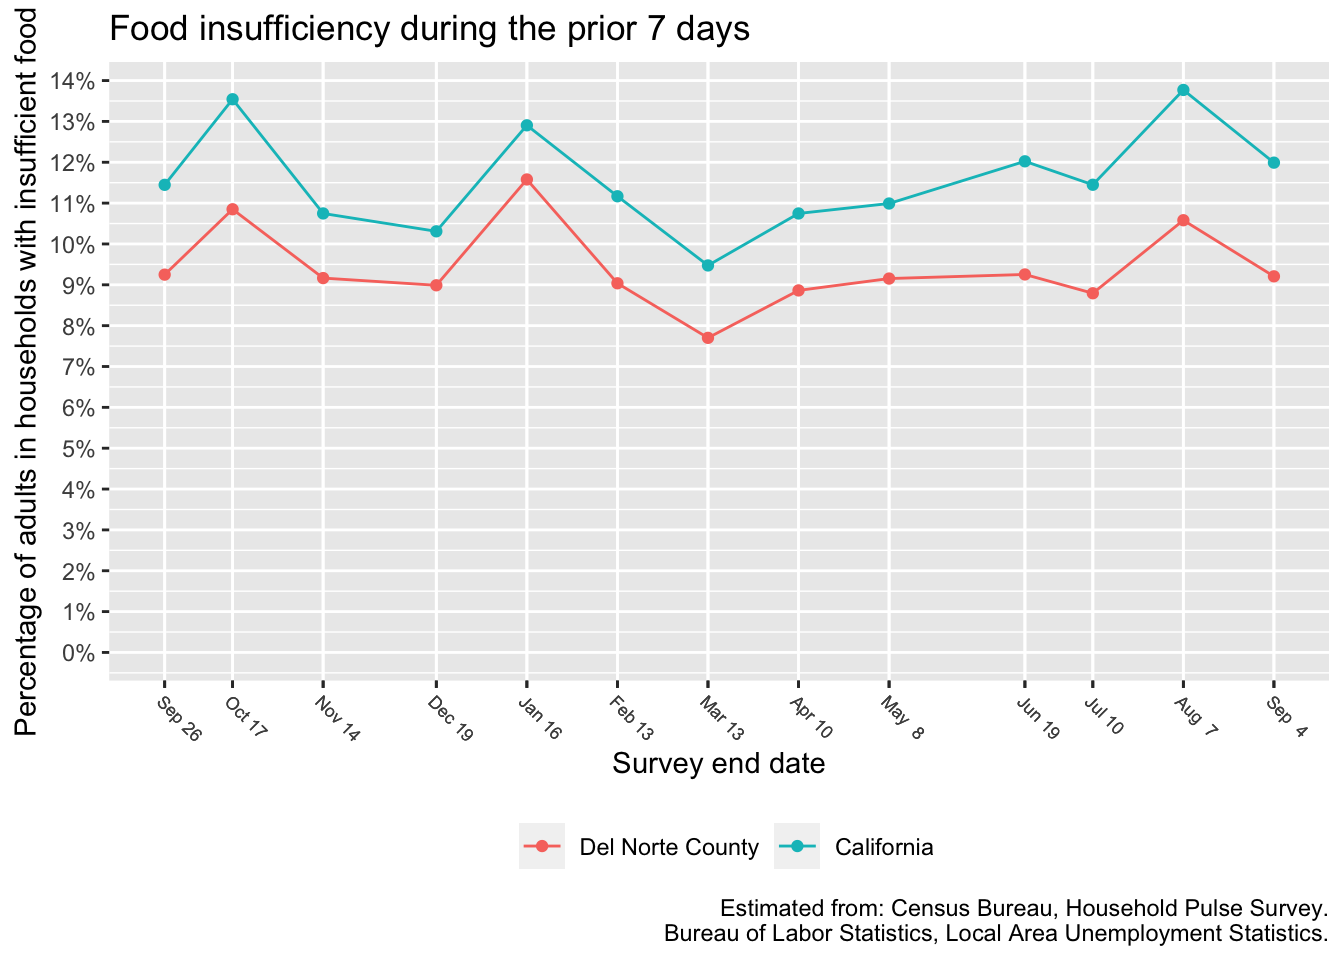 Food insufficiency during the prior 7 days
Percentage of adults in households with insufficient food
14%
13%
12%
11%
10%
9%
8%
7%
6%
5%
4%
3%
2%
1%
0%
Sep 26
Oct 17
Nov 14
Dec 19
Jan 16
Feb 13
Mar 13
Apr 10
May 8
Jun 19
Jul 10
Aug 7
Sep 4
Survey end date
Del Norte County
California
Estimated from: Census Bureau, Household Pulse Survey.
Bureau of Labor Statistics, Local Area Unemployment Statistics.